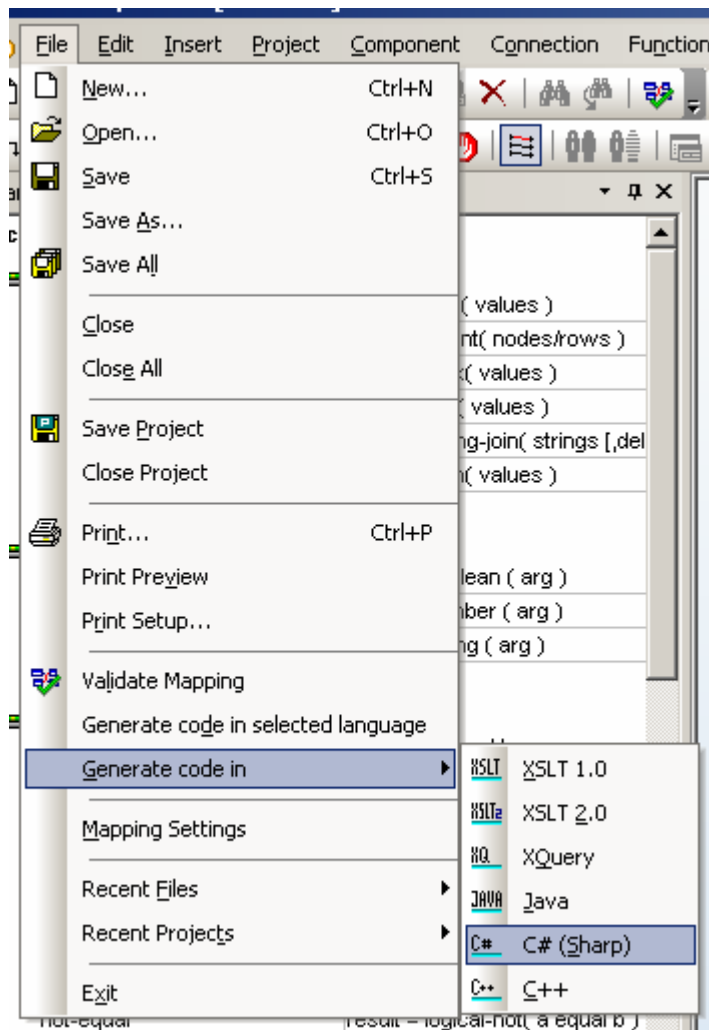 File Edit Insert Project Component Connection Function
New... Ctrl+N
Open... Ctrl+O
Save Ctrl+S
Save As...
Save All
( values )
Close
nt( nodes/rows )
Close All
( values )
( values )
Save Project
ng-join( strings [,del
Close Project
( values )
Print... Ctrl+P
Print Preview
lean ( arg )
Print Setup...
ber ( arg )
ng ( arg )
Validate Mapping
Generate code in selected language
Generate code in
XSLT XSLT 1.0
XSLT2 XSLT 2.0
Mapping Settings
XQ XQuery
Recent Files
JAVA Java
Recent Projects
C# C# (Sharp)
Exit
C++ C++
not-equal result = logical-not( a equal b )